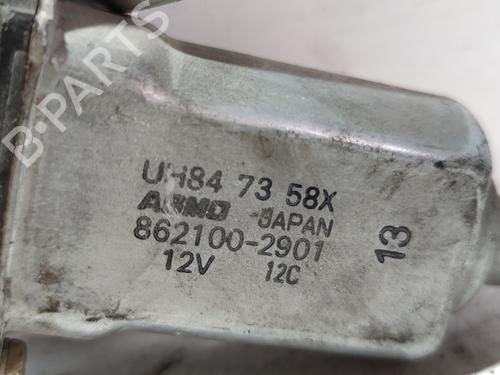 B-PARTS
UH84 73 58X
ASMO JAPAN
862100-2901
12V 12C
13